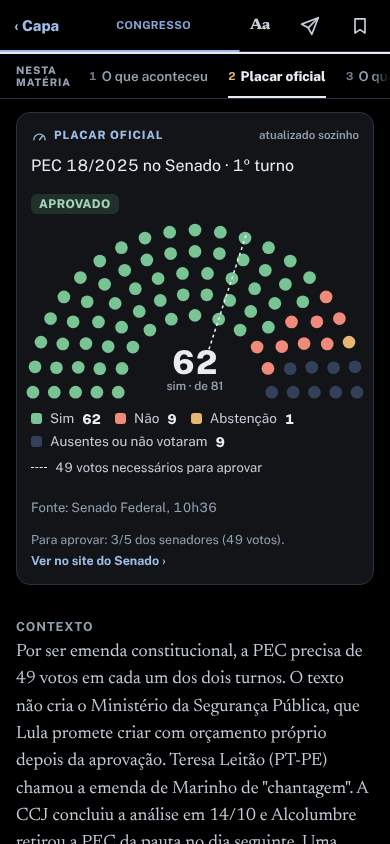 ‹ Capa
CONGRESSO
Aa
NESTA MATÉRIA
1 O que aconteceu
2 Placar oficial
3 O qu
PLACAR OFICIAL
atualizado sozinho
PEC 18/2025 no Senado · 1º turno
APROVADO
62
sim · de 81
Sim 62 Não 9 Abstenção 1
Ausentes ou não votaram 9
49 votos necessários para aprovar
Fonte: Senado Federal, 10h36
Para aprovar: 3/5 dos senadores (49 votos).
Ver no site do Senado ›
CONTEXTO
Por ser emenda constitucional, a PEC precisa de
49 votos em cada um dos dois turnos. O texto
não cria o Ministério da Segurança Pública, que
Lula promete criar com orçamento próprio
depois da aprovação. Teresa Leitão (PT-PE)
chamou a emenda de Marinho de "chantagem". A
CCJ concluiu a análise em 14/10 e Alcolumbre
retirou a PEC da pauta no dia seguinte. Uma